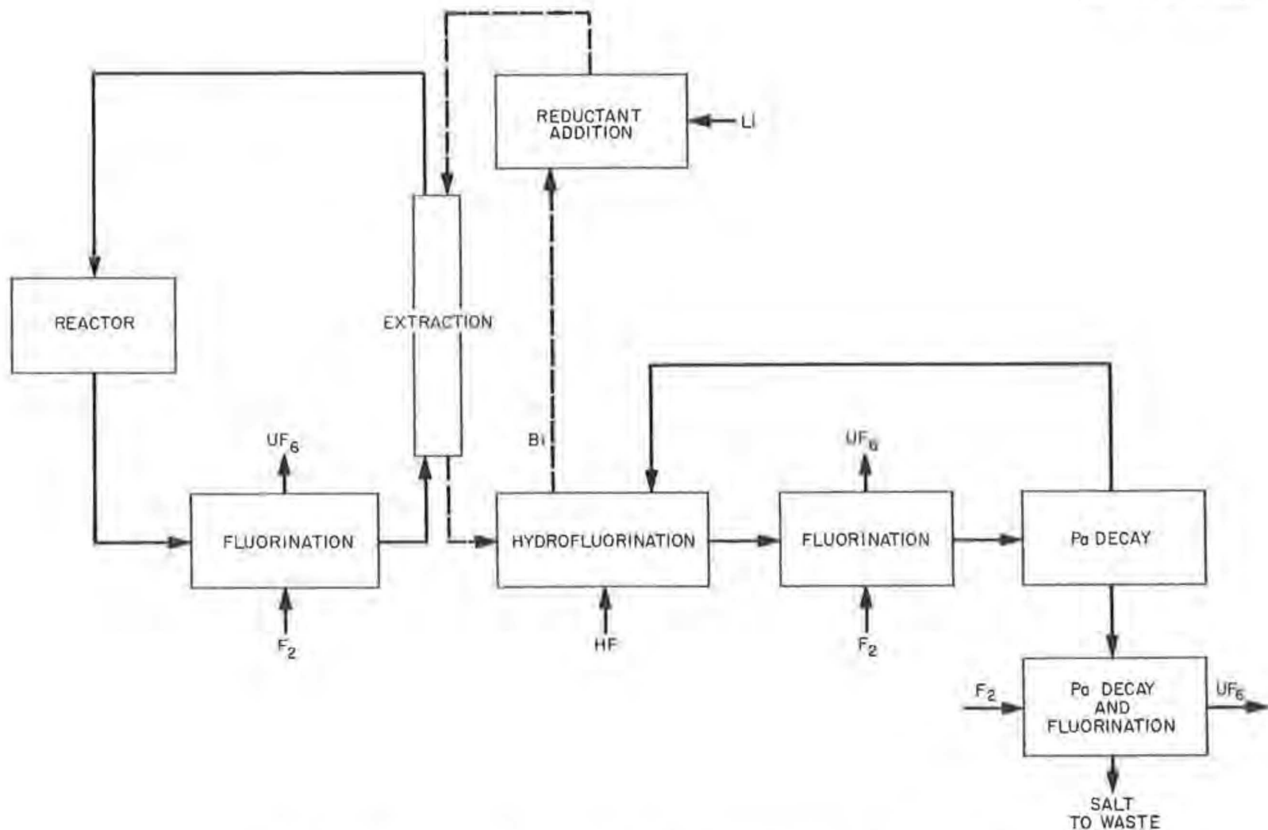 REDUCTANT
ADDITION
Li
REACTOR
EXTRACTION
UF6
Bi
UF6
FLUORINATION
HYDROFLUORINATION
FLUORINATION
Pa DECAY
F2
HF
F2
F2
Pa DECAY
AND
FLUORINATION
UF6
SALT
TO WASTE